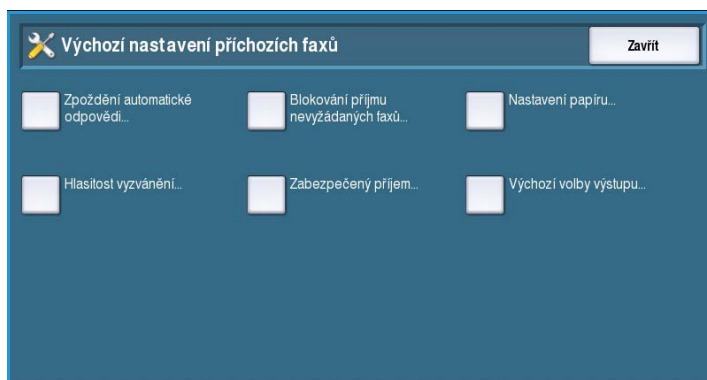 Výchozí nastavení příchozích faxů
Zavřít
Zpoždění automatické
odpovědi...
Blokování příjmu
nevyžádaných faxů...
Nastavení papíru...
Hlasitost vyzvánění...
Zabezpečený příjem...
Výchozí volby výstupu...